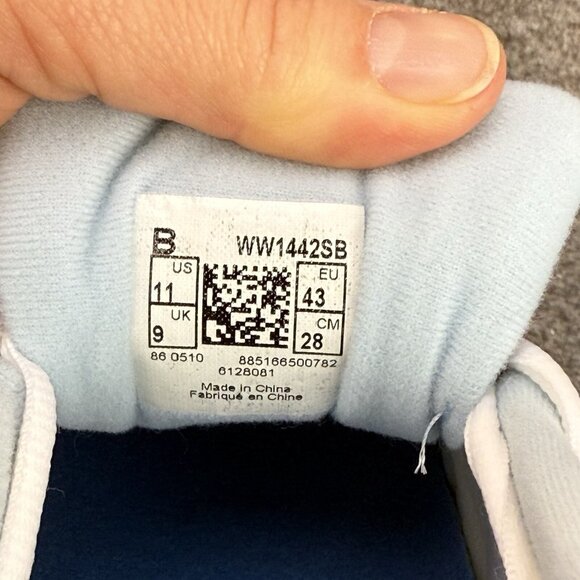 B WW1442SB
US EU
11 43
UK CM
9 28
86 0510 885166500782
6128081
Made in China
Fabriqué en Chine